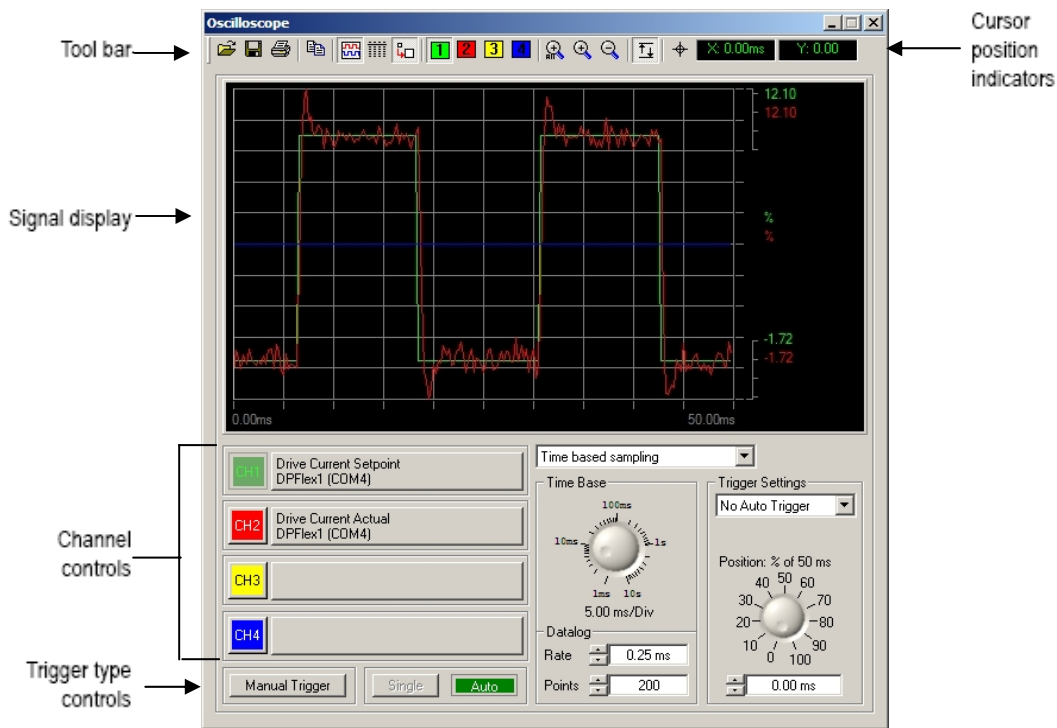 Oscilloscope
Tool bar
1 2 3 4
All
X: 0.00ms Y: 0.00
Cursor
position
indicators
12.10
12.10
Signal display
%
%
-1.72
-1.72
0.00ms 50.00ms
Channel
controls
CH1 Drive Current Setpoint
DPFlex1 (COM4)
CH2 Drive Current Actual
DPFlex1 (COM4)
CH3
CH4
Time based sampling
Time Base
100ms
10ms 1s
1ms 10s
5.00 ms/Div
Datalog
Rate 0.25 ms
Points 200
Trigger Settings
No Auto Trigger
Position: % of 50 ms
40 50 60
30 70
20 80
10 90
0 100
0.00 ms
Trigger type
controls
Manual Trigger Single Auto